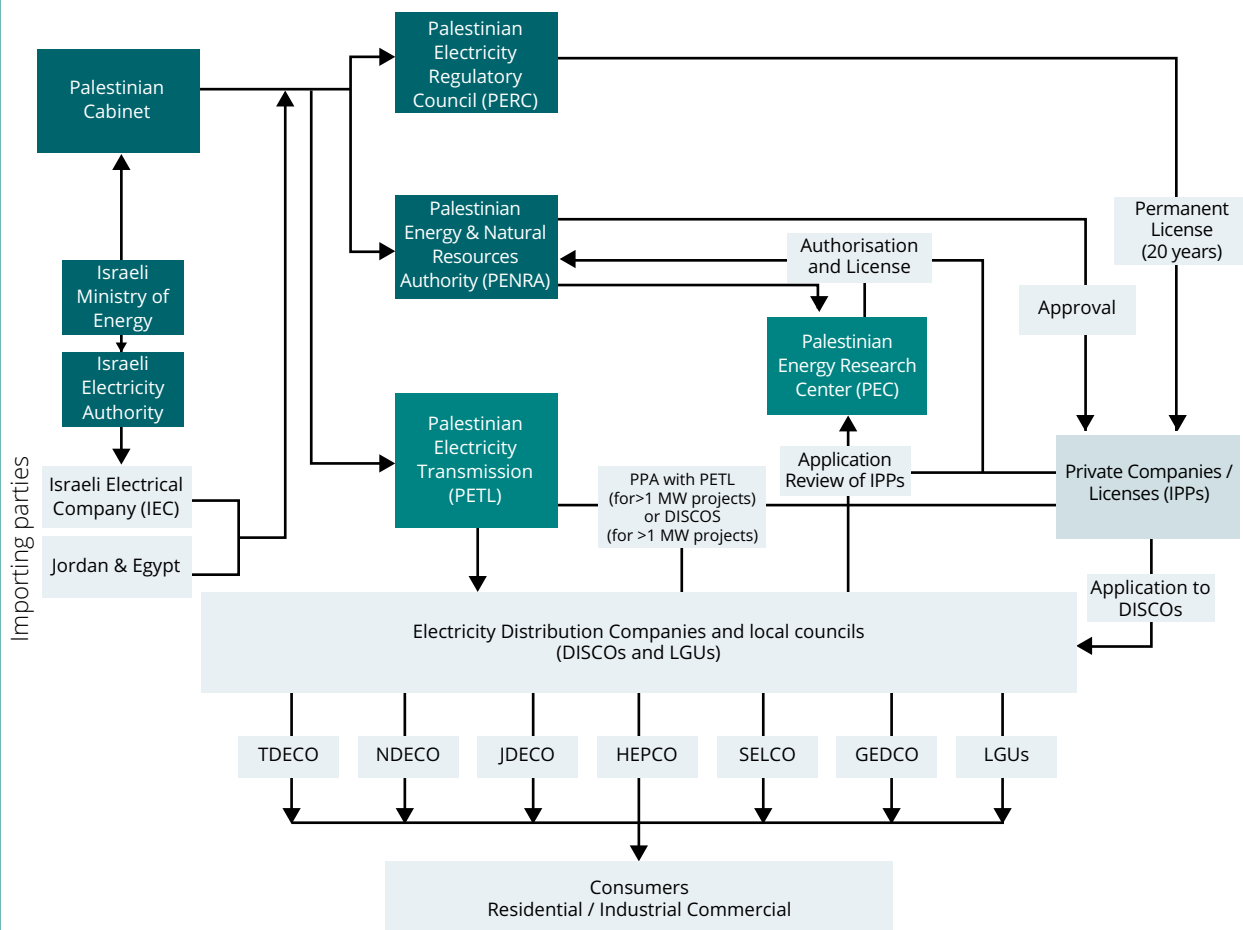 Palestinian
Cabinet
Palestinian
Electricity
Regulatory
Council (PERC)
Palestinian
Energy & Natural
Resources
Authority (PENRA)
Authorisation
and License
Permanent
License
(20 years)
Israeli
Ministry of
Energy
Approval
Israeli
Electricity
Authority
Palestinian
Energy Research
Center (PEC)
Palestinian
Electricity
Transmission
(PETL)
Importing parties
Israeli Electrical
Company (IEC)
Jordan & Egypt
PPA with PETL
(for>1 MW projects)
or DISCOS
(for >1 MW projects)
Application
Review of IPPs
Private Companies /
Licenses (IPPs)
Application to
DISCOs
Electricity Distribution Companies and local councils
(DISCOs and LGUs)
TDECO
NDECO
JDECO
HEPCO
SELCO
GEDCO
LGUs
Consumers
Residential / Industrial Commercial